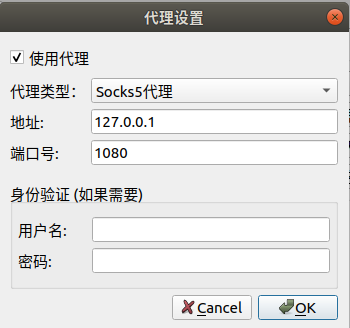 代理设置
使用代理
代理类型: Socks5代理
地址: 127.0.0.1
端口号: 1080
身份验证 (如果需要)
用户名:
密码:
Cancel OK